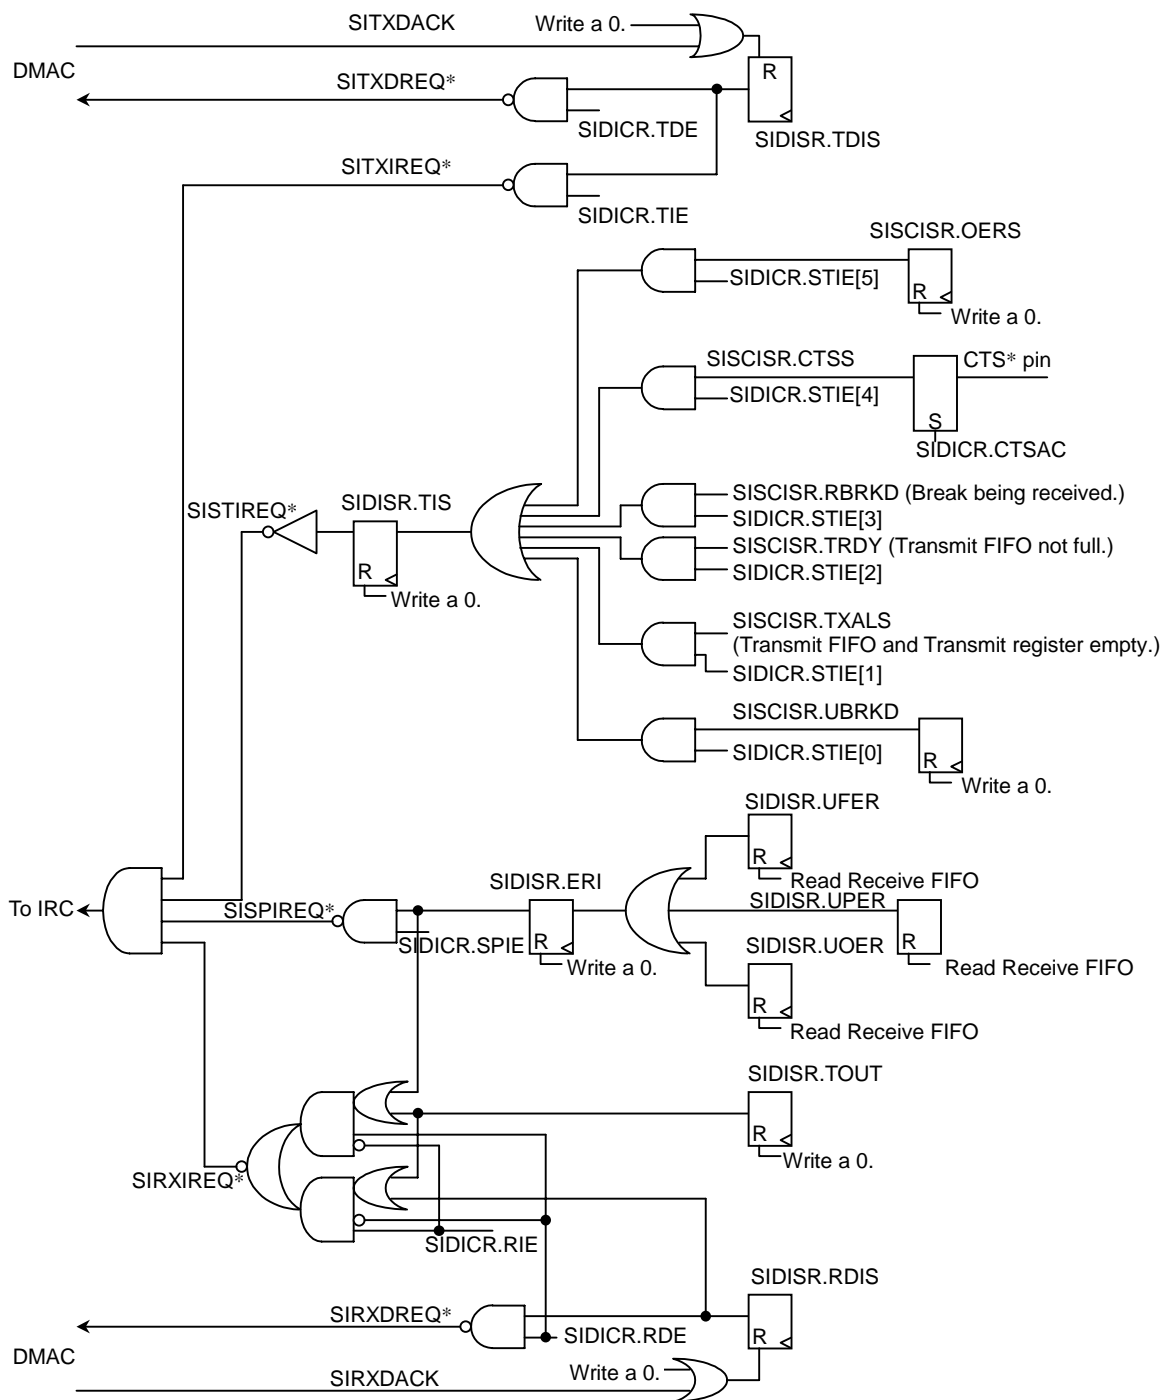 SITXDACK
Write a 0.
DMAC
R
SITXDREQ*
SIDICR.TDE
SIDISR.TDIS
SITXIREQ*
SIDICR.TIE
SISCISR.OERS
SIDICR.STIE[5]
R
Write a 0.
SISCISR.CTSS
CTS* pin
SIDICR.STIE[4]
S
SIDICR.CTSAC
SISCISR.RBRKD (Break being received.)
SIDICR.STIE[3]
SISTIREQ*
SIDISR.TIS
SISCISR.TRDY (Transmit FIFO not full.)
SIDICR.STIE[2]
R
Write a 0.
SISCISR.TXALS
(Transmit FIFO and Transmit register empty.)
SIDICR.STIE[1]
SISCISR.UBRKD
SIDICR.STIE[0]
R
Write a 0.
SIDISR.UFER
R
Read Receive FIFO
SIDISR.ERI
SIDISR.UPER
To IRC
SISPIREQ*
SIDICR.SPIE
R
Write a 0.
SIDISR.UOER
R
Read Receive FIFO
R
Read Receive FIFO
SIDISR.TOUT
R
Write a 0.
SIRXIREQ*
SIDICR.RIE
SIDISR.RDIS
SIRXDREQ*
SIDICR.RDE
R
DMAC
Write a 0.
SIRXDACK